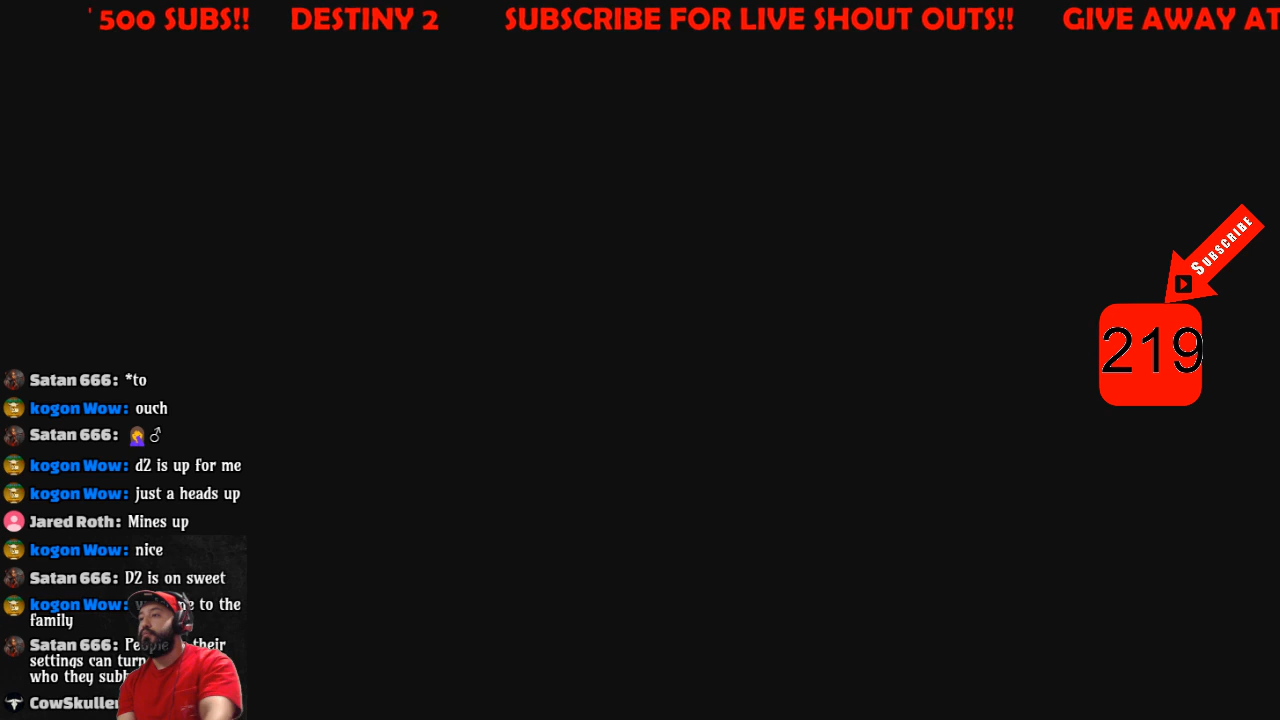 500 SUBS!! DESTINY 2 SUBSCRIBE FOR LIVE SHOUT OUTS!! GIVE AWAY AT
SUBSCRIBE
219
Satan 666: *to
kogon Wow: ouch
Satan 666: 🤦♂
kogon Wow: d2 is up for me
kogon Wow: just a heads up
Jared Roth: Mines up
kogon Wow: nice
Satan 666: D2 is on sweet
kogon Wow: to the
family
Satan 666: their
settings can turn
who they subb
CowSkuller